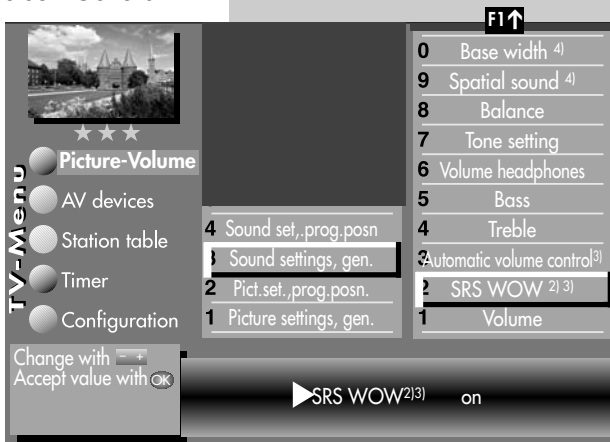 F1↑
0 Base width 4)
9 Spatial sound 4)
8 Balance
7 Tone setting
6 Volume headphones
5 Bass
4 Treble
3 Automatic volume control3)
2 SRS WOW 2) 3)
1 Volume
TV-Menu
Picture-Volume
AV devices
Station table
Timer
Configuration
4 Sound set,.prog.posn
3 Sound settings, gen.
2 Pict.set.,prog.posn.
1 Picture settings, gen.
Change with - +
Accept value with OK
SRS WOW2)3) on